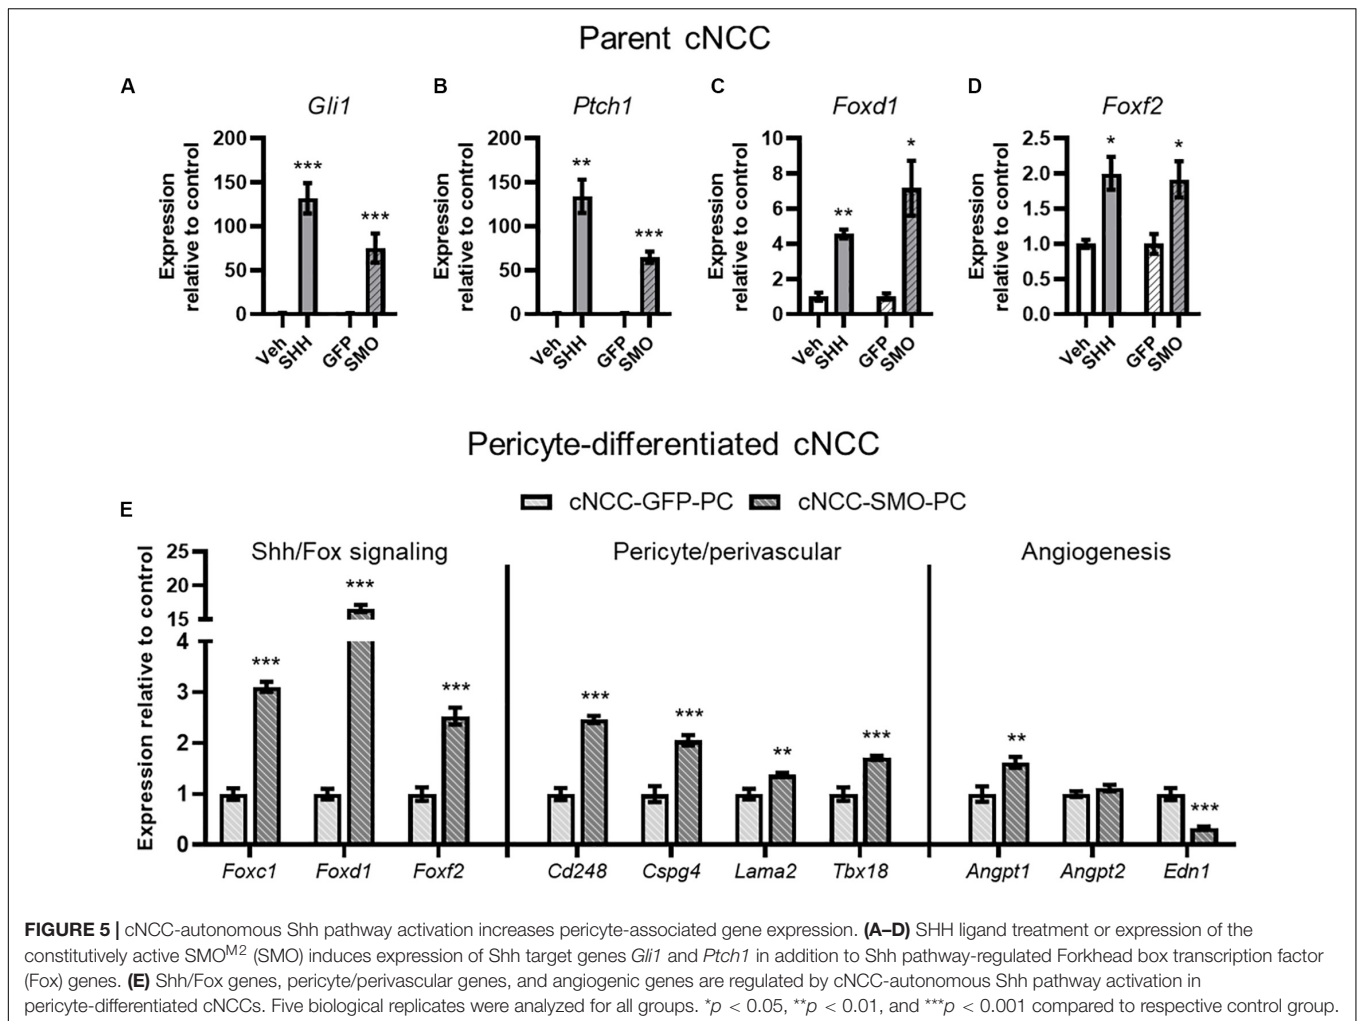 Parent cNCC
A
B
C
D
Gli1
Ptch1
Foxd1
Foxf2
Expression
relative to control
200
150
100
50
0
***
***
Veh
SHH
GFP
SMO
Expression
relative to control
200
150
100
50
0
**
***
Veh
SHH
GFP
SMO
Expression
relative to control
10
8
6
4
2
0
**
*
Veh
SHH
GFP
SMO
Expression
relative to control
2.5
2.0
1.5
1.0
0.5
0.0
*
*
Veh
SHH
GFP
SMO
Pericyte-differentiated cNCC
E
cNCC-GFP-PC cNCC-SMO-PC
Shh/Fox signaling Pericyte/perivascular Angiogenesis
Expression relative to control
25
20
15
4
3
2
1
0
*** *** *** *** *** ** *** ** ***
Foxc1 Foxd1 Foxf2 Cd248 Cspg4 Lama2 Tbx18 Angpt1 Angpt2 Edn1
FIGURE 5 | cNCC-autonomous Shh pathway activation increases pericyte-associated gene expression. (A–D) SHH ligand treatment or expression of the
constitutively active SMOM2 (SMO) induces expression of Shh target genes Gli1 and Ptch1 in addition to Shh pathway-regulated Forkhead box transcription factor
(Fox) genes. (E) Shh/Fox genes, pericyte/perivascular genes, and angiogenic genes are regulated by cNCC-autonomous Shh pathway activation in
pericyte-differentiated cNCCs. Five biological replicates were analyzed for all groups. *p < 0.05, **p < 0.01, and ***p < 0.001 compared to respective control group.